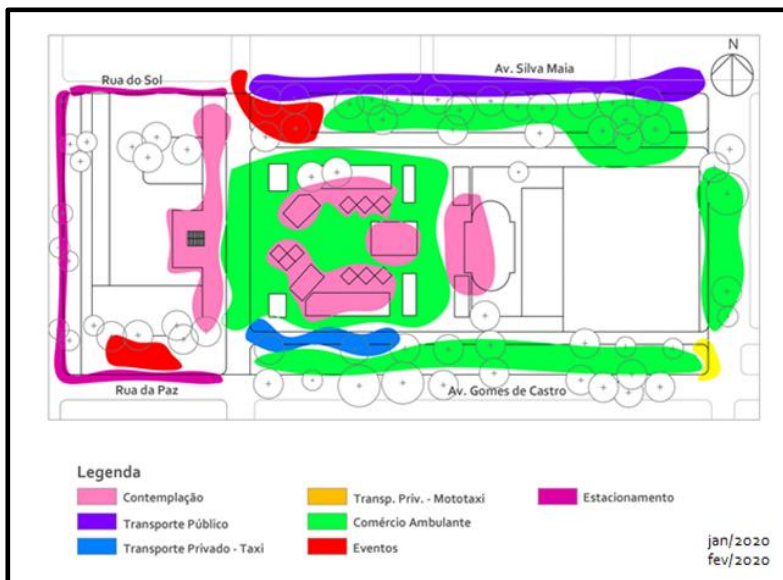 N
Rua do Sol
Av. Silva Maia
Rua da Paz
Av. Gomes de Castro
Legenda
Contemplação
Transporte Público
Transporte Privado - Taxi
Transp. Priv. - Mototaxi
Comércio Ambulante
Eventos
Estacionamento
jan/2020
fev/2020